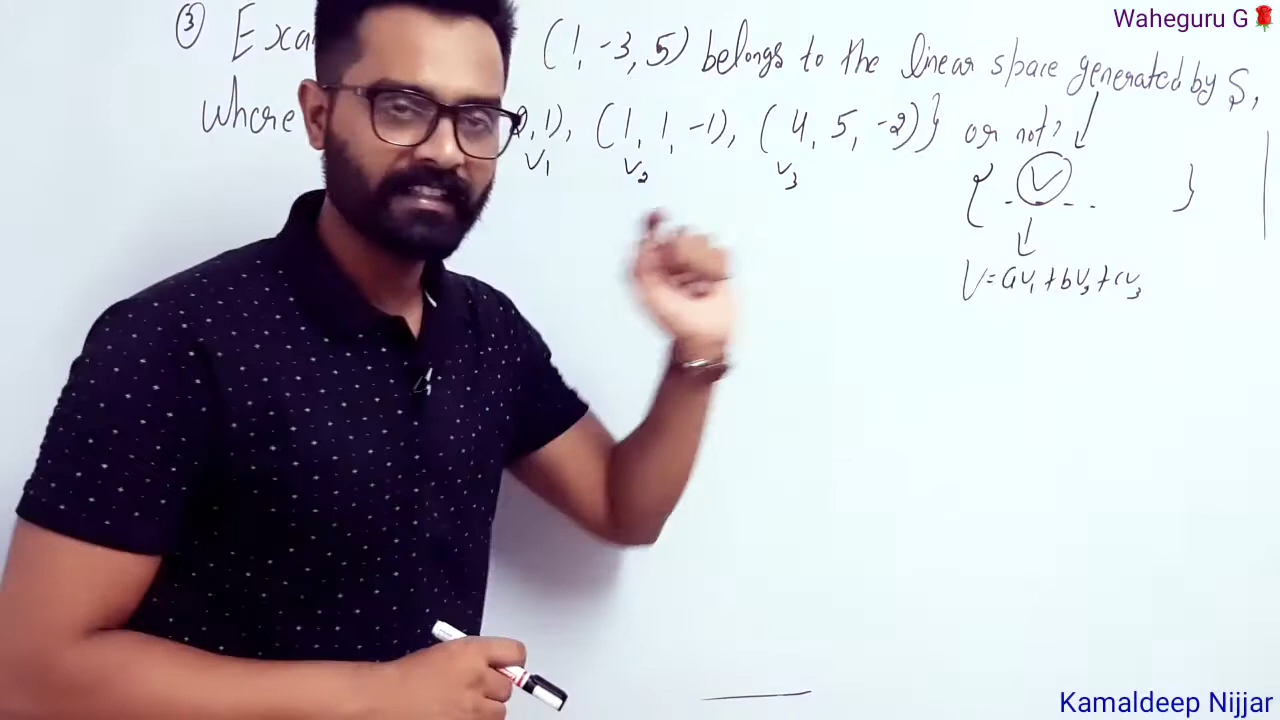 Waheguru G🌹
③ Exa (1, -3, 5) belongs to the linear space generated by S,
where , 1), (1, 1, -1), (4, 5, -2)} or not?
v₁ v₂ v₃
{ . V - . . }
V = av₁ + bv₂ + cv₃
Kamaldeep Nijjar